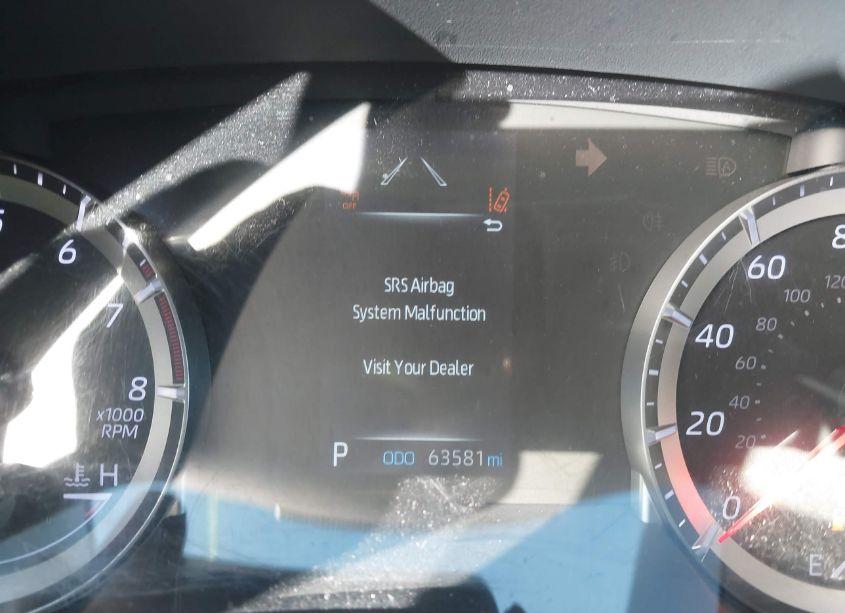 OFF
SRS Airbag
System Malfunction
Visit Your Dealer
P ODO 63581 mi
6
7
8
x1000
RPM
H
60
40
20
0
100
80
60
40
20
E